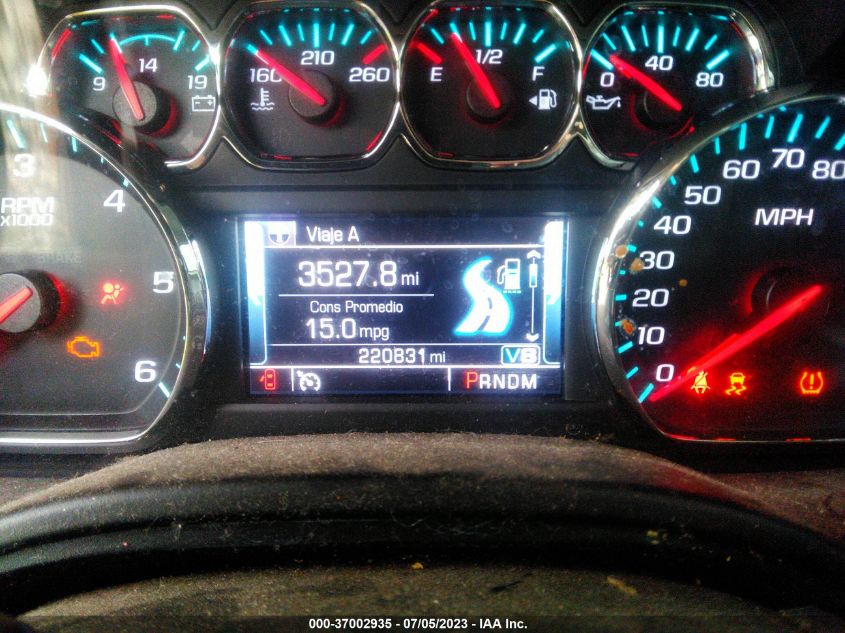 9 14 19
160 210 260
E 1/2 F
0 40 80
3 4 5 6
RPM
x1000
BRAKE
Viaje A
3527.8 mi
Cons Promedio
15.0 mpg
220831 mi V8
PRNDM
0 10 20 30 40 50 60 70 80
MPH
000-37002935 - 07/05/2023 - IAA Inc.